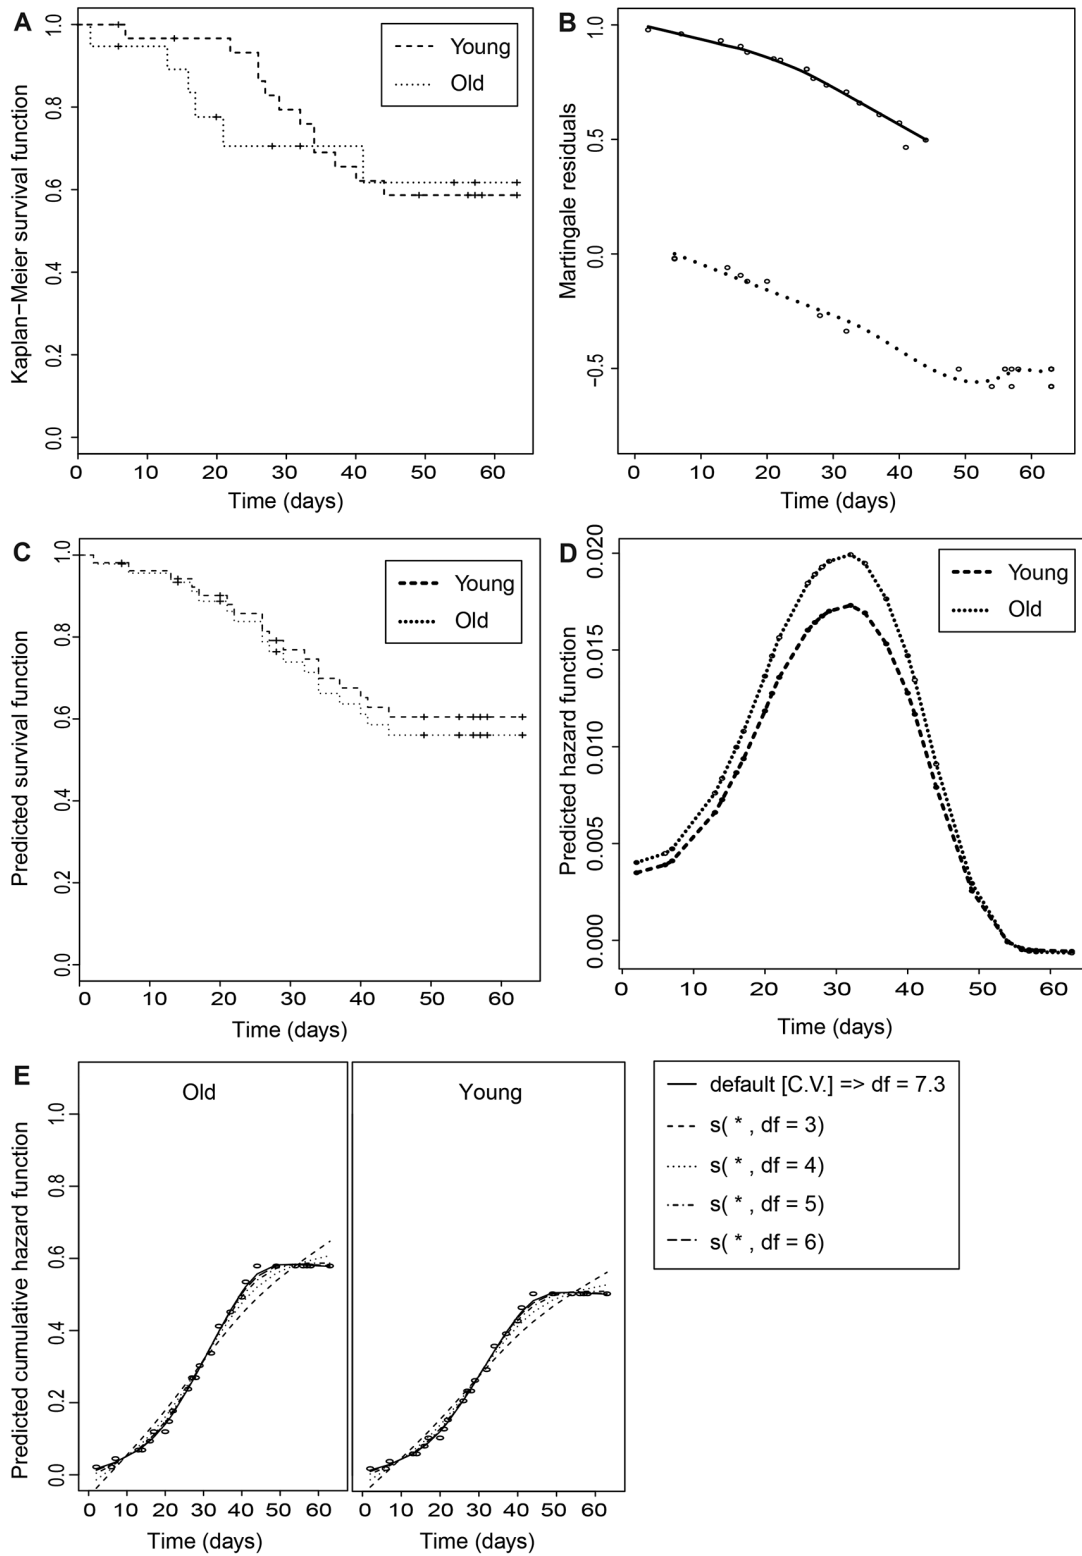 A
Kaplan−Meier survival function
1.0
0.8
0.6
0.4
0.2
0.0
Young
Old
0 10 20 30 40 50 60
Time (days)
B
Martingale residuals
1.0
0.5
0.0
−0.5
0 10 20 30 40 50 60
Time (days)
C
Predicted survival function
1.0
0.8
0.6
0.4
0.2
0.0
Young
Old
0 10 20 30 40 50 60
Time (days)
D
Predicted hazard function
0.020
0.015
0.010
0.005
0.000
Young
Old
0 10 20 30 40 50 60
Time (days)
E
Predicted cumulative hazard function
1.0
0.8
0.6
0.4
0.2
0.0
Old
0 10 20 30 40 50 60
Time (days)
Young
0 10 20 30 40 50 60
Time (days)
default [C.V.] => df = 7.3
s( * , df = 3)
s( * , df = 4)
s( * , df = 5)
s( * , df = 6)